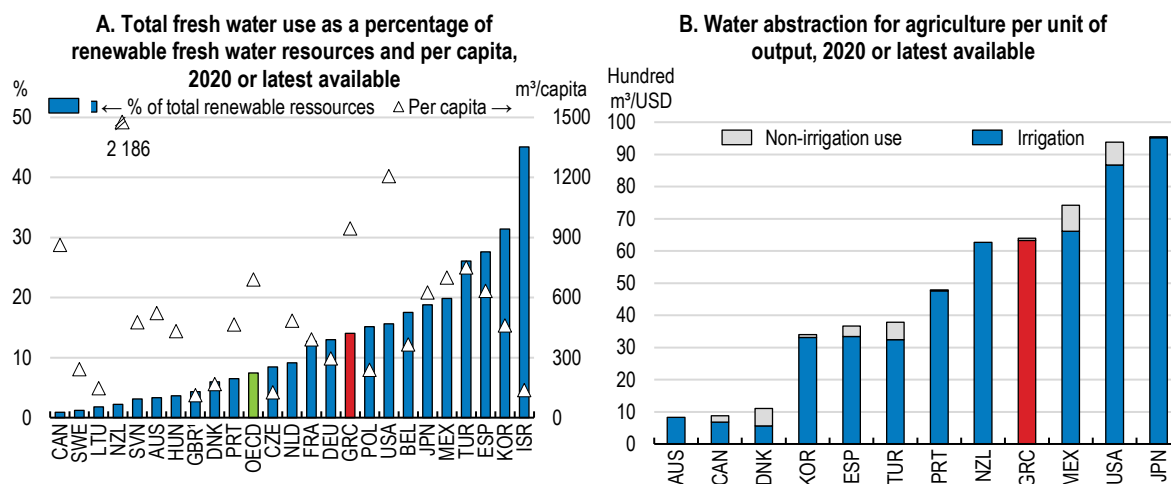 A. Total fresh water use as a percentage of
renewable fresh water resources and per capita,
2020 or latest available
%
m³/capita
← % of total renewable ressources
Per capita →
50
40
30
20
10
0
1500
1200
900
600
300
0
2 186
CAN
SWE
LTU
NZL
SVN
AUS
HUN
GBR¹
DNK
PRT
OECD
CZE
NLD
FRA
DEU
GRC
POL
USA
BEL
JPN
MEX
TUR
ESP
KOR
ISR
B. Water abstraction for agriculture per unit of
output, 2020 or latest available
Hundred
m³/USD
Non-irrigation use
Irrigation
100
90
80
70
60
50
40
30
20
10
0
AUS
CAN
DNK
KOR
ESP
TUR
PRT
NZL
GRC
MEX
USA
JPN